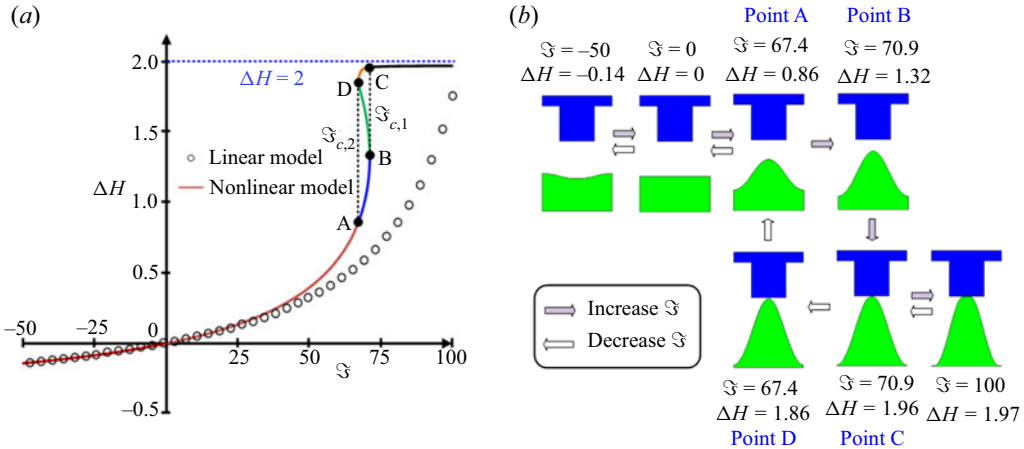 (a)
2.0
ΔH = 2
D
C
ℑc,1
ℑc,2
1.5
B
Linear model
ΔH
Nonlinear model
1.0
A
0.5
–50
–25
0
25
50
75
100
ℑ
–0.5
(b)
Point A
Point B
ℑ = –50
ℑ = 0
ℑ = 67.4
ℑ = 70.9
ΔH = –0.14
ΔH = 0
ΔH = 0.86
ΔH = 1.32
Increase ℑ
Decrease ℑ
ℑ = 67.4
ℑ = 70.9
ℑ = 100
ΔH = 1.86
ΔH = 1.96
ΔH = 1.97
Point D
Point C